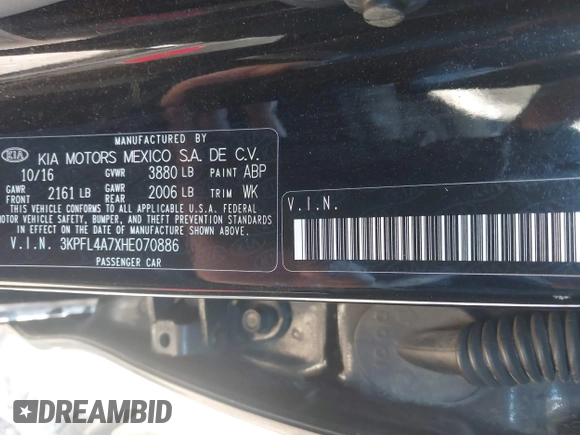 MANUFACTURED BY
KIA KIA MOTORS MEXICO S.A. DE C.V.
10/16 GVWR 3880 LB PAINT ABP
GAWR FRONT 2161 LB GAWR REAR 2006 LB TRIM WK
THIS VEHICLE CONFORMS TO ALL APPLICABLE U.S. FEDERAL
MOTOR VEHICLE SAFETY, BUMPER, AND THEFT PREVENTION STANDARDS
IN EFFECT ON THE DATE OF MANUFACTURE SHOWN ABOVE.
V.I.N. 3KPFL4A7XHE070886
PASSENGER CAR
V.I.N.
DREAMBID